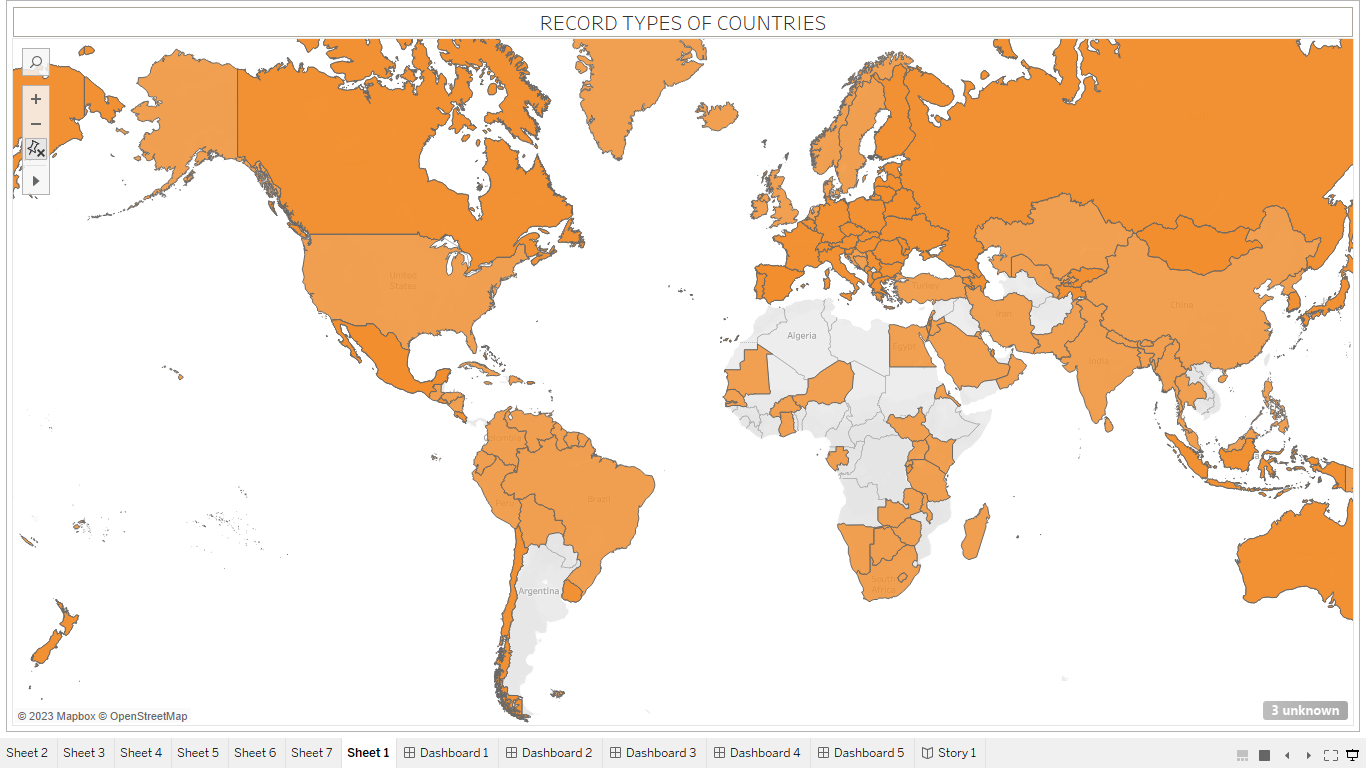 RECORD TYPES OF COUNTRIES
United
States
Turkey
Iran
China
Algeria
Egypt
India
Colombia
Brazil
Peru
South
Africa
Argentina
© 2023 Mapbox © OpenStreetMap
3 unknown
Sheet 2 Sheet 3 Sheet 4 Sheet 5 Sheet 6 Sheet 7 Sheet 1 Dashboard 1 Dashboard 2 Dashboard 3 Dashboard 4 Dashboard 5 Story 1